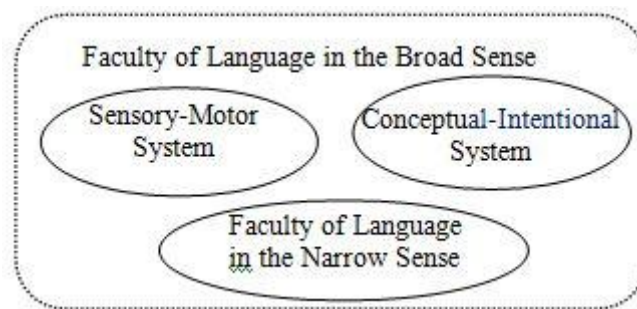 Faculty of Language in the Broad Sense
Sensory-Motor
System
Conceptual-Intentional
System
Faculty of Language
in the Narrow Sense